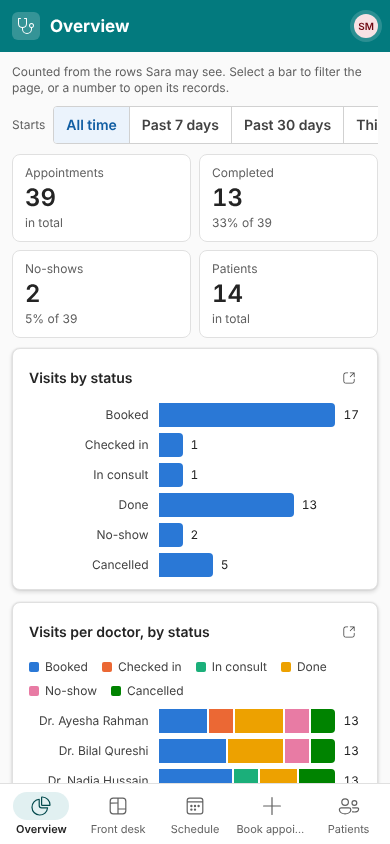 Overview
SM
Counted from the rows Sara may see. Select a bar to filter the
page, or a number to open its records.
Starts
All time
Past 7 days
Past 30 days
Thi
Appointments
39
in total
Completed
13
33% of 39
No-shows
2
5% of 39
Patients
14
in total
Visits by status
Booked 17
Checked in 1
In consult 1
Done 13
No-show 2
Cancelled 5
Visits per doctor, by status
Booked Checked in In consult Done
No-show Cancelled
Dr. Ayesha Rahman 13
Dr. Bilal Qureshi 13
Dr. Nadia Hussain 13
Overview
Front desk
Schedule
Book appoi...
Patients